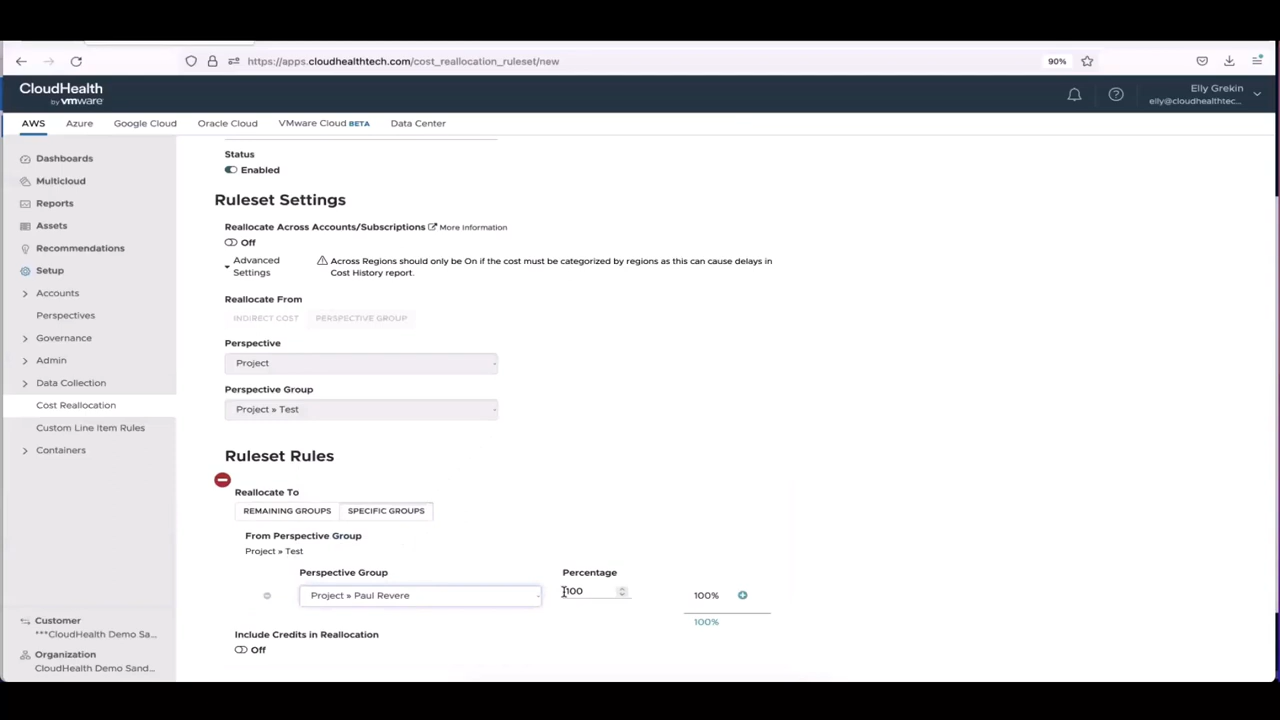 https://apps.cloudhealthtech.com/cost_reallocation_ruleset/new
90%
CloudHealth
by vmware
Elly Grekin
elly@cloudhealthtec...
AWS
Azure
Google Cloud
Oracle Cloud
VMware Cloud BETA
Data Center
Dashboards
Multicloud
Reports
Assets
Recommendations
Setup
Accounts
Perspectives
Governance
Admin
Data Collection
Cost Reallocation
Custom Line Item Rules
Containers
Customer
***CloudHealth Demo Sa...
Organization
CloudHealth Demo Sand...
Status
Enabled
Ruleset Settings
Reallocate Across Accounts/Subscriptions More Information
Off
Advanced
Settings
Across Regions should only be On if the cost must be categorized by regions as this can cause delays in
Cost History report.
Reallocate From
INDIRECT COST
PERSPECTIVE GROUP
Perspective
Project
Perspective Group
Project » Test
Ruleset Rules
Reallocate To
REMAINING GROUPS
SPECIFIC GROUPS
From Perspective Group
Project » Test
Perspective Group
Percentage
Project » Paul Revere
100
100%
100%
Include Credits in Reallocation
Off